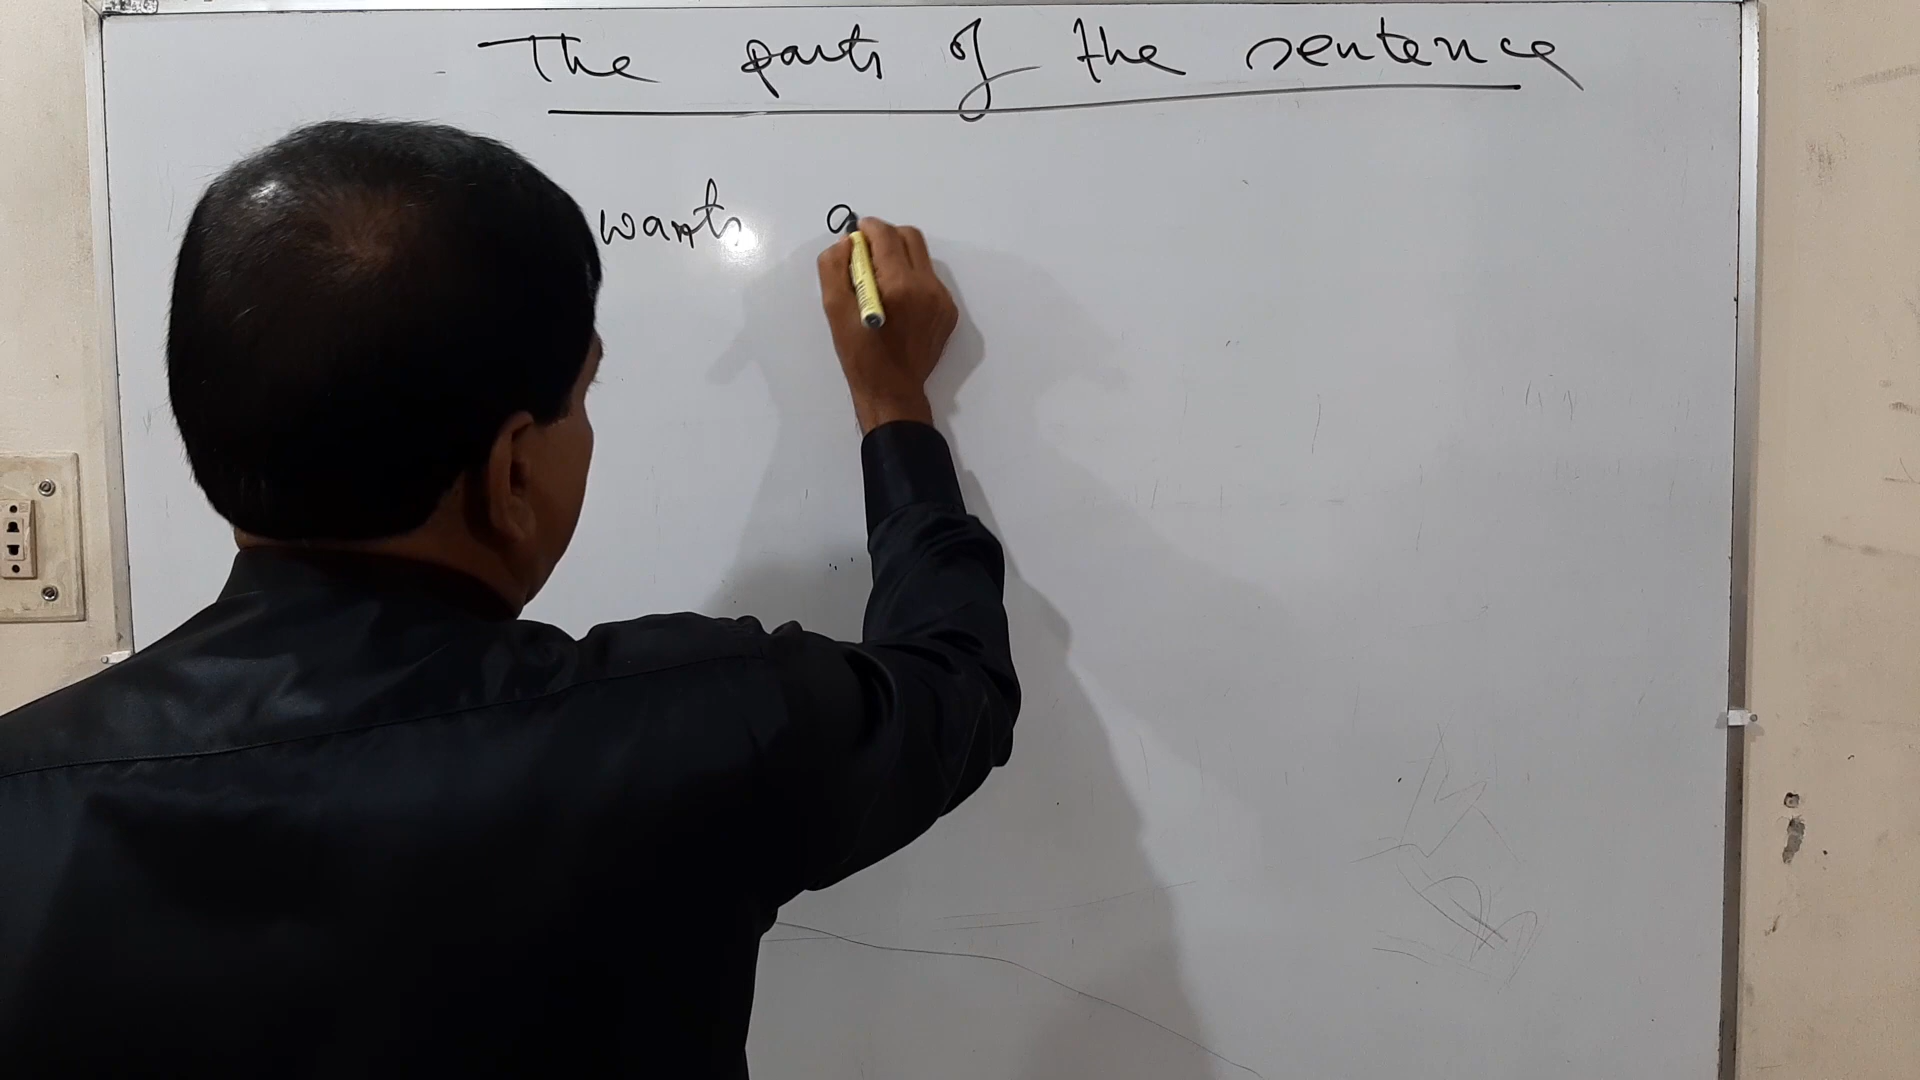 The parts of the sentence
wants a